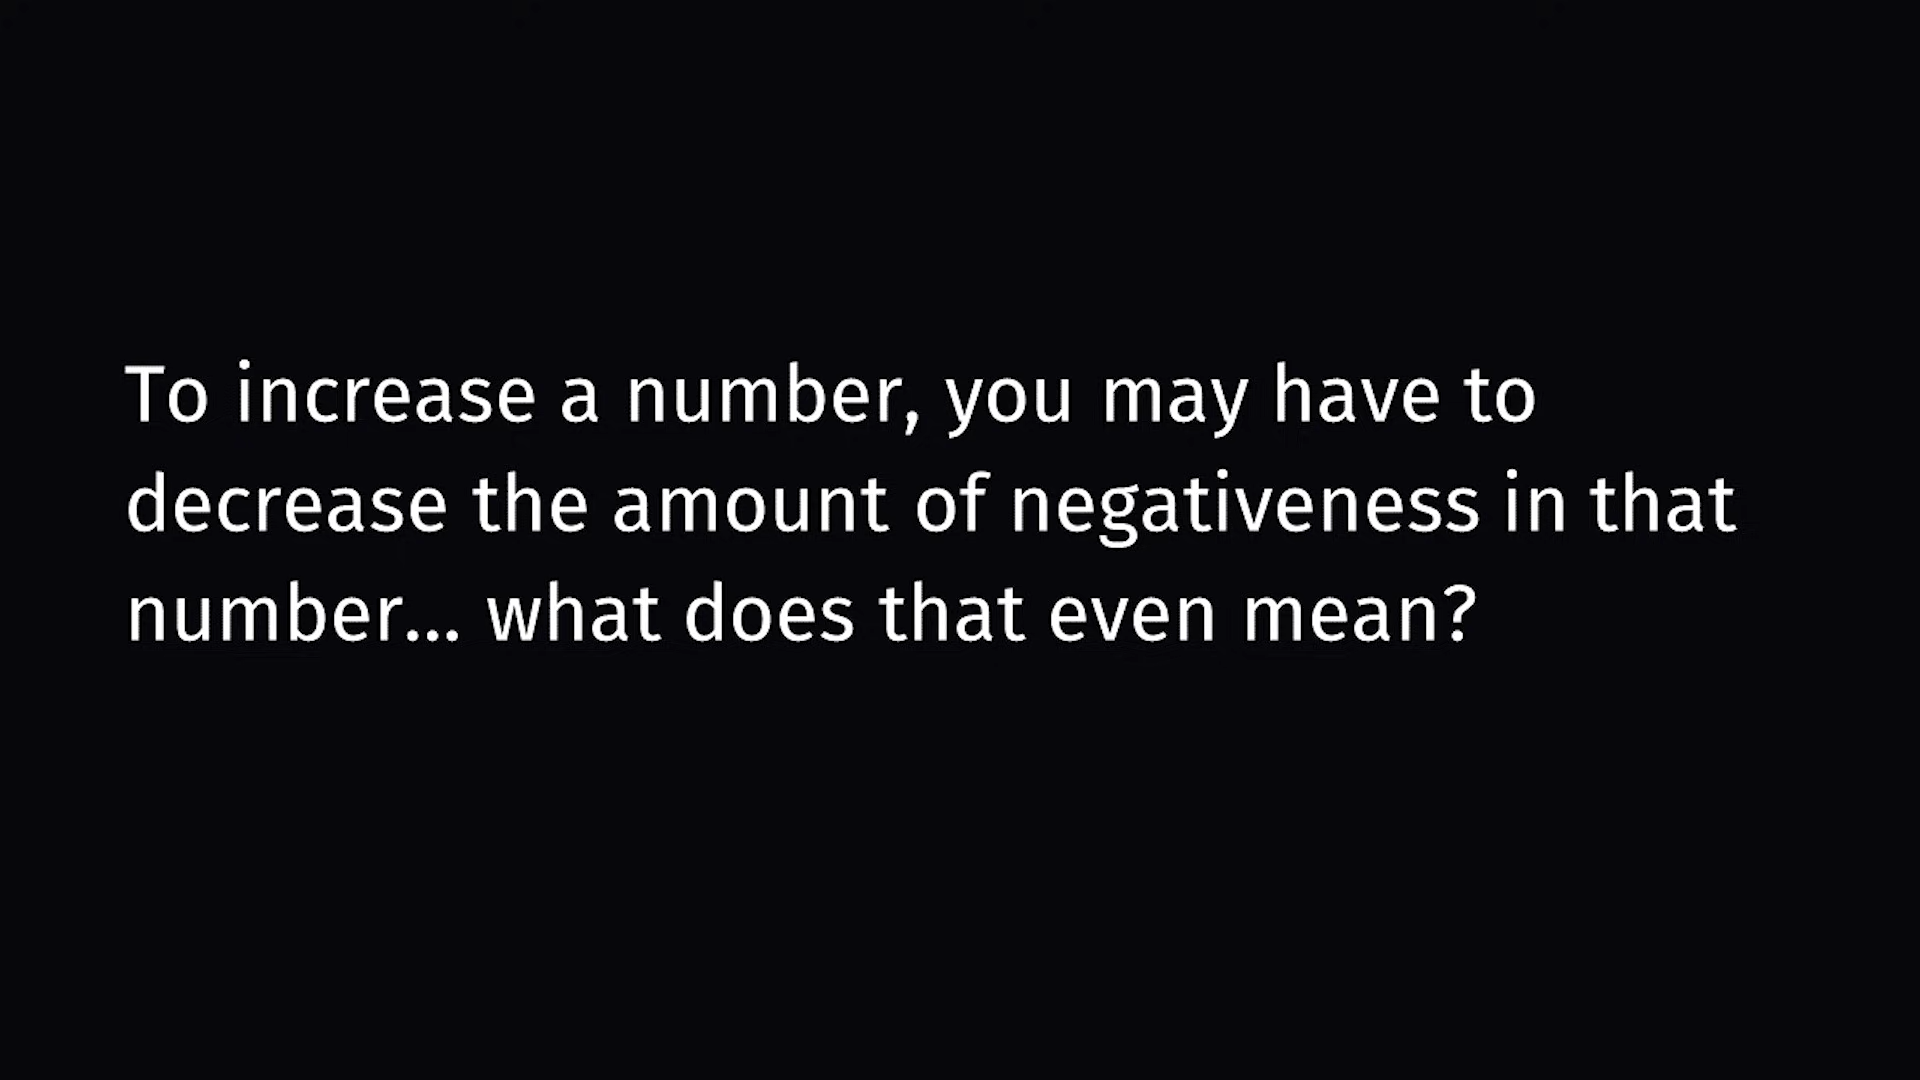 To increase a number, you may have to
decrease the amount of negativeness in that
number... what does that even mean?